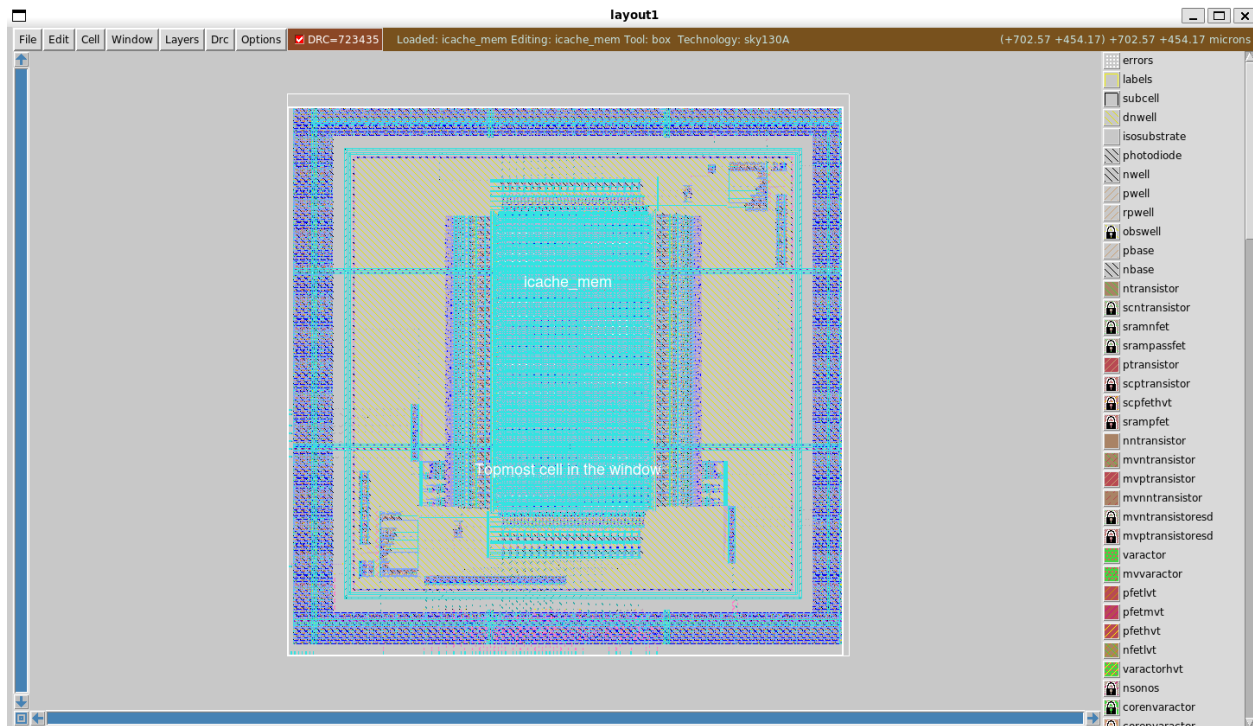 layout1
File Edit Cell Window Layers Drc Options DRC=723435 Loaded: icache_mem Editing: icache_mem Tool: box Technology: sky130A (+702.57 +454.17) +702.57 +454.17 microns
errors
labels
subcell
dnwell
isosubstrate
photodiode
nwell
pwell
rpwell
obswell
pbase
nbase
ntransistor
scntransistor
sramnfet
srampassfet
ptransistor
scptransistor
scpfethvt
srampfet
nntransistor
mvntransistor
mvptransistor
mvnntransistor
mvntransistoresd
mvptransistoresd
varactor
mvvaractor
pfetlvt
pfetmvt
pfethvt
nfetlvt
varactorhvt
nsonos
corenvaractor
icache_mem
Topmost cell in the window